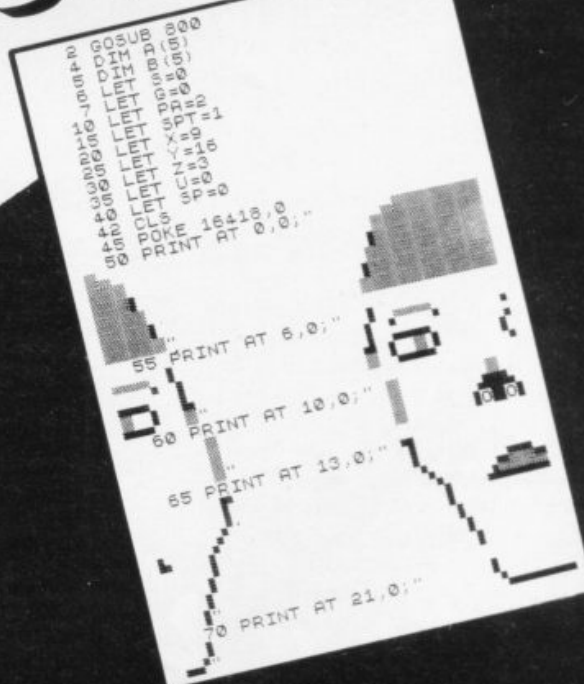 2 GOSUB 800
4 DIM A(5)
5 DIM B(5)
6 LET S=0
7 LET G=0
10 LET PA=2
15 LET SPT=1
20 LET X=9
25 LET Y=16
30 LET Z=3
35 LET U=0
40 LET SP=0
42 CLS
45 POKE 16418,0
50 PRINT AT 0,0;"
"
55 PRINT AT 6,0;"
"
60 PRINT AT 10,0;"
"
65 PRINT AT 13,0;"
"
70 PRINT AT 21,0;"
"